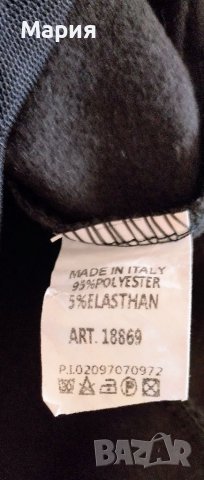 Мария
MADE IN ITALY
95%POLYESTER
5%ELASTHAN
ART. 18869
P.I.02097070972
BAZAR